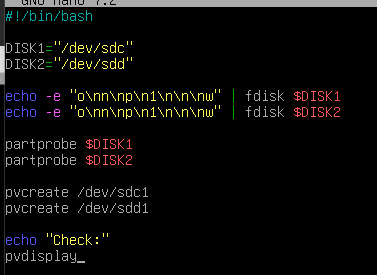 GNU nano 7.2
#!/bin/bash
DISK1="/dev/sdc"
DISK2="/dev/sdd"
echo -e "o\nn\np\n1\n\n\nw" | fdisk $DISK1
echo -e "o\nn\np\n1\n\n\nw" | fdisk $DISK2
partprobe $DISK1
partprobe $DISK2
pvcreate /dev/sdc1
pvcreate /dev/sdd1
echo "Check:"
pvdisplay